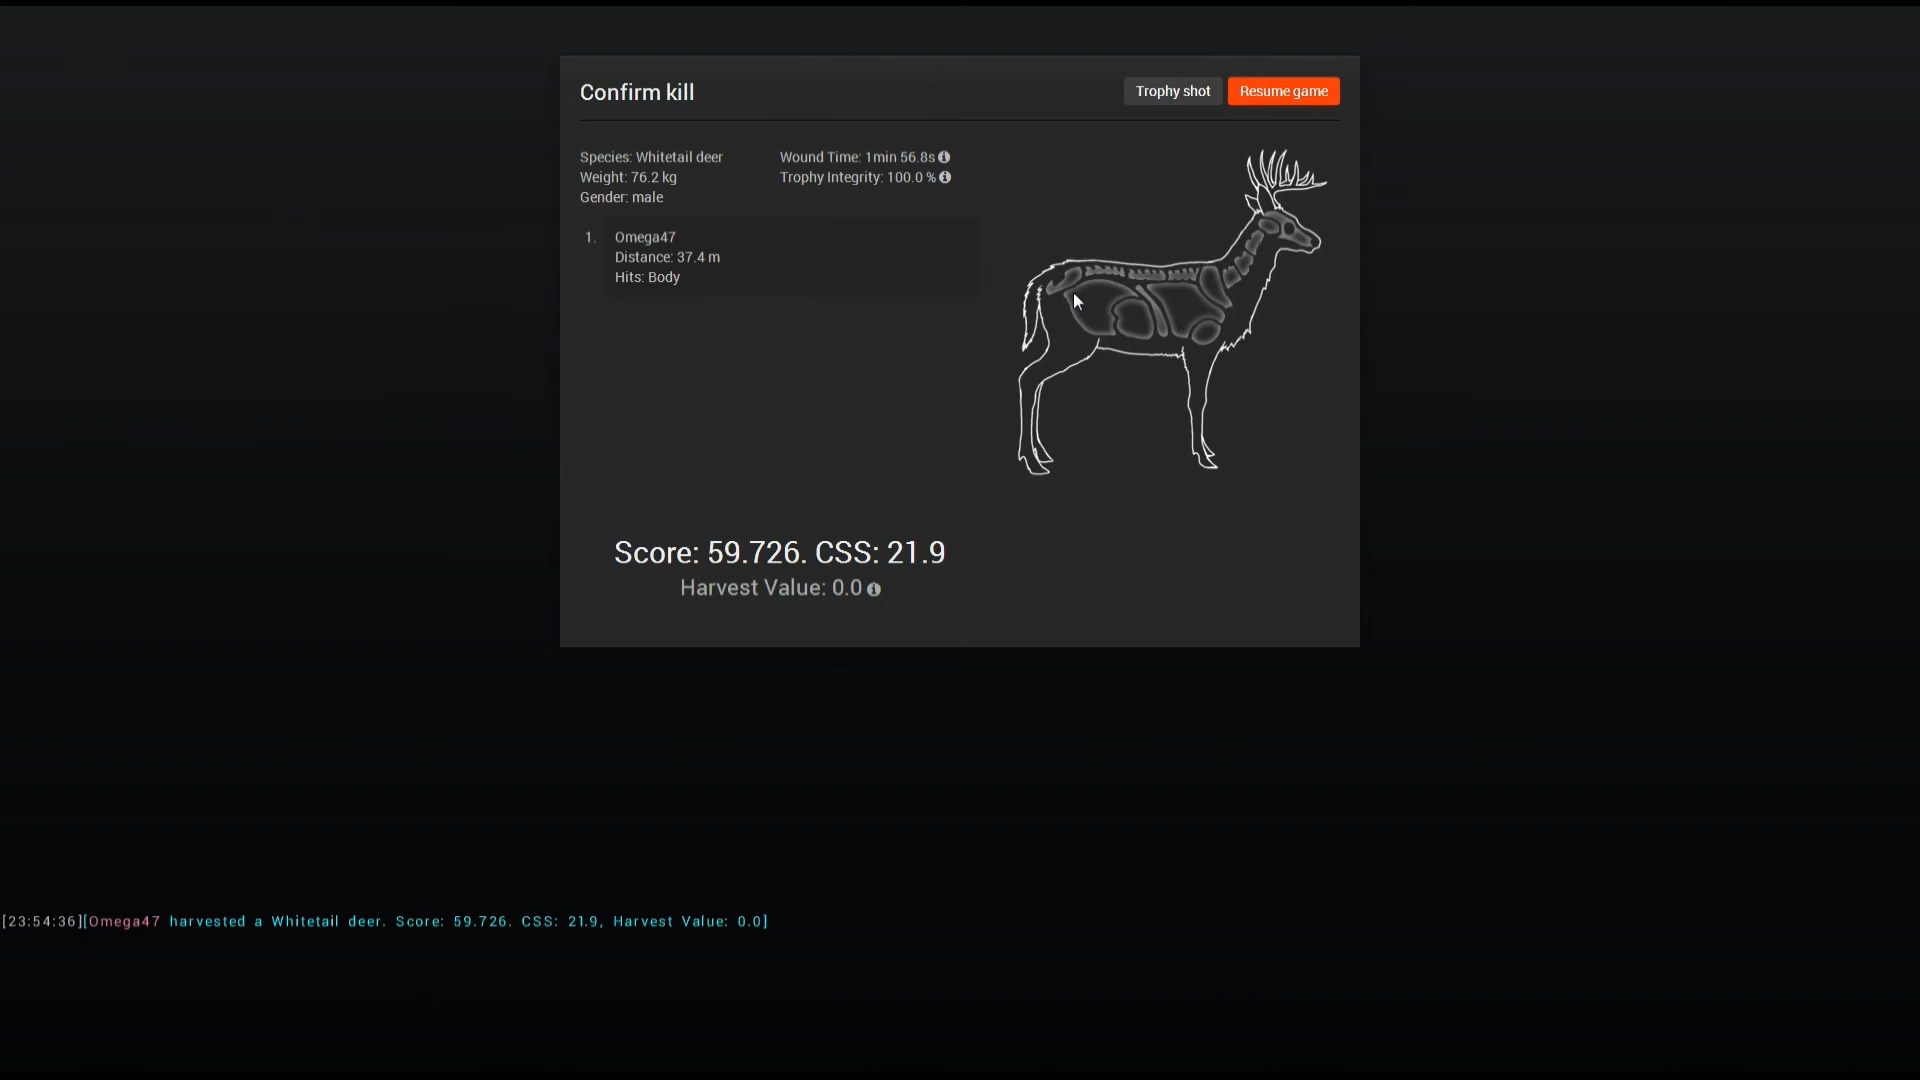 Confirm kill
Trophy shot
Resume game
Species: Whitetail deer
Weight: 76.2 kg
Gender: male
Wound Time: 1min 56.8s
Trophy Integrity: 100.0 %
1.
Omega47
Distance: 37.4 m
Hits: Body
Score: 59.726. CSS: 21.9
Harvest Value: 0.0
[23:54:36][Omega47 harvested a Whitetail deer. Score: 59.726. CSS: 21.9, Harvest Value: 0.0]